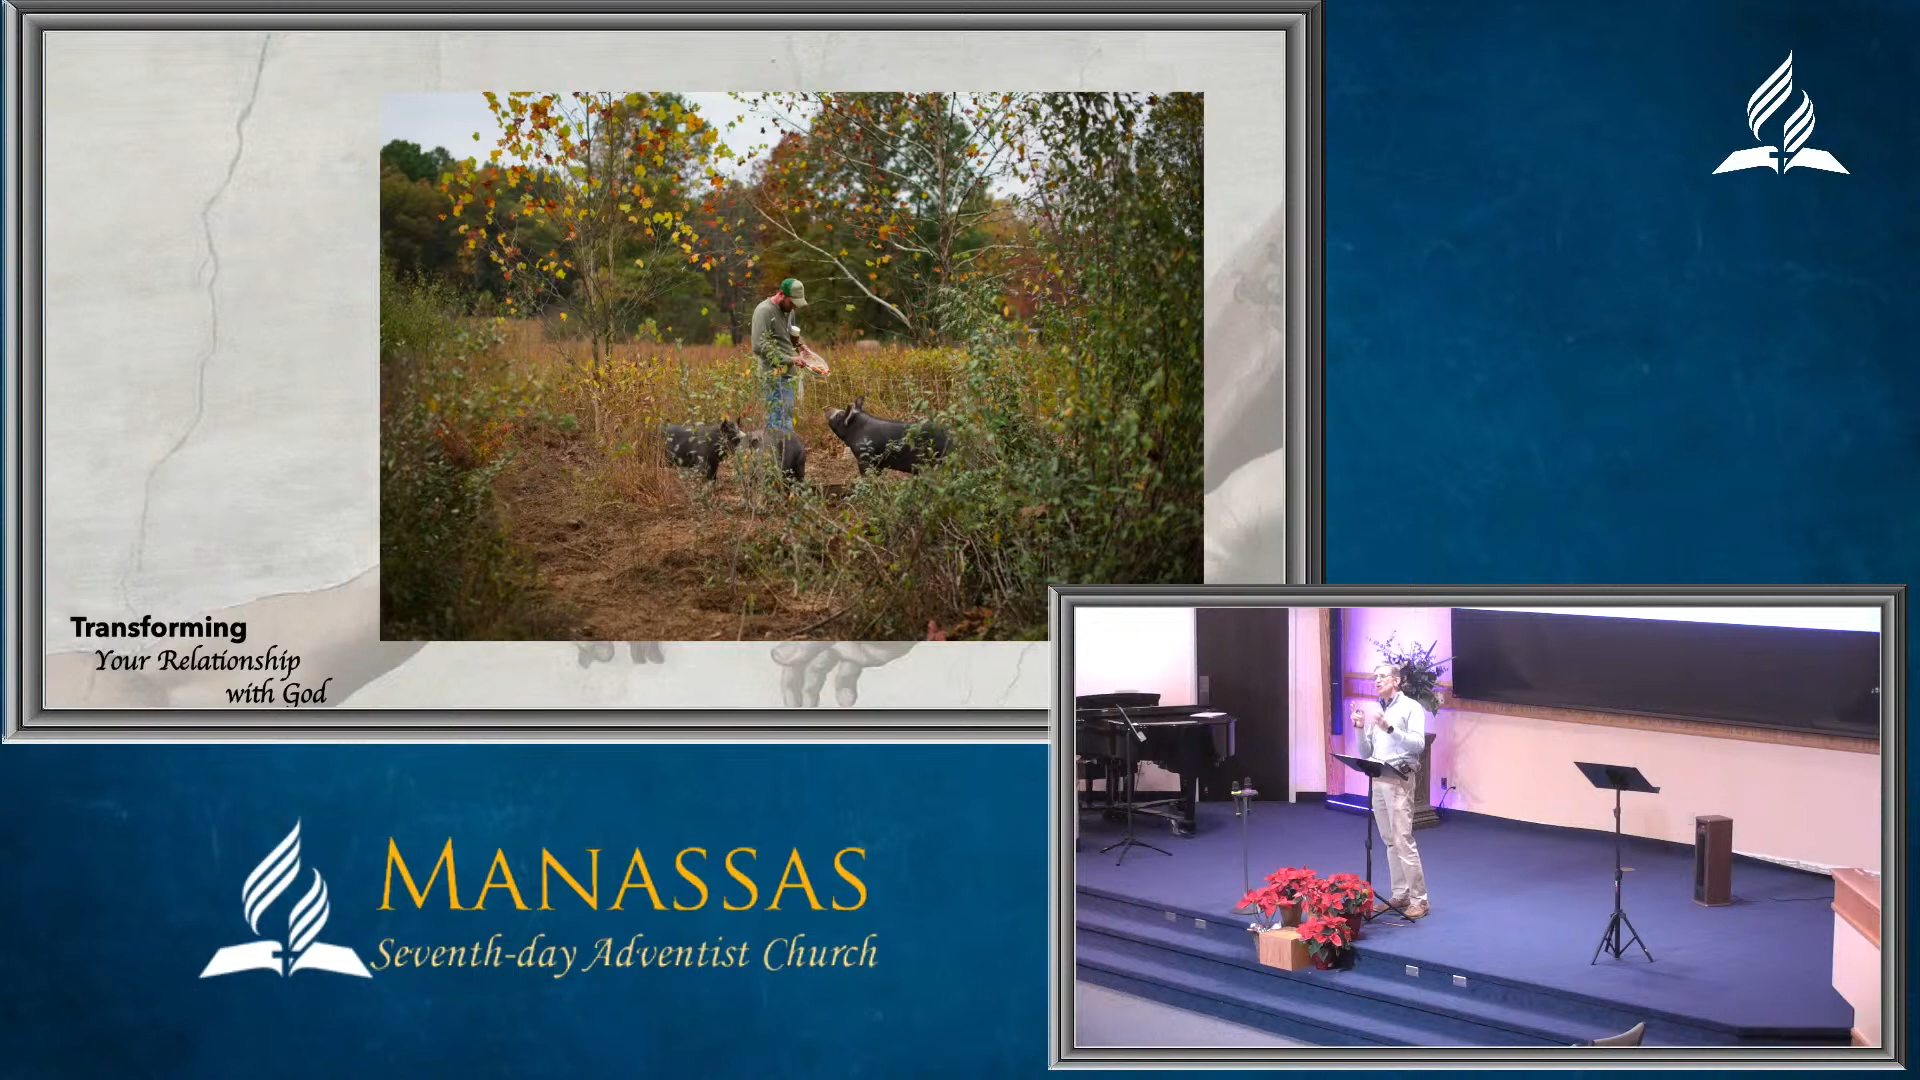 Transforming
Your Relationship
with God
MANASSAS
Seventh-day Adventist Church